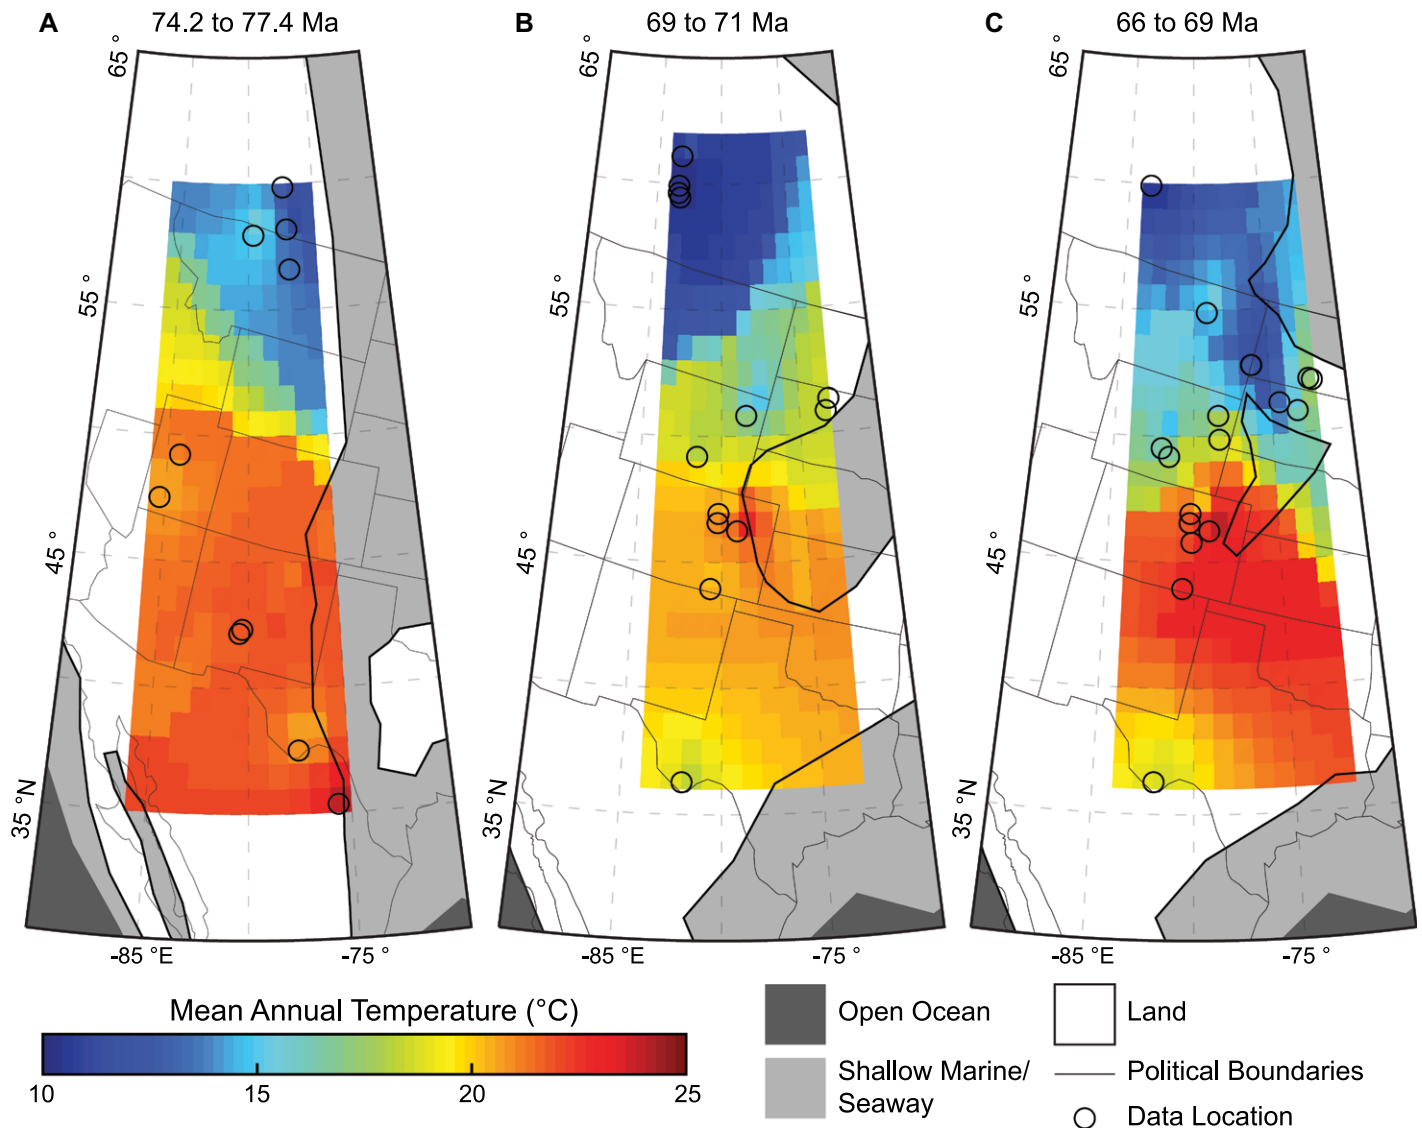 A 74.2 to 77.4 Ma
B 69 to 71 Ma
C 66 to 69 Ma
65 °
55 °
45 °
35 °N
65 °
55 °
45 °
35 °N
65 °
55 °
45 °
35 °N
-85 °E -75 °
-85 °E -75 °
-85 °E -75 °
Mean Annual Temperature (°C)
10 15 20 25
Open Ocean
Shallow Marine/
Seaway
Land
Political Boundaries
Data Location